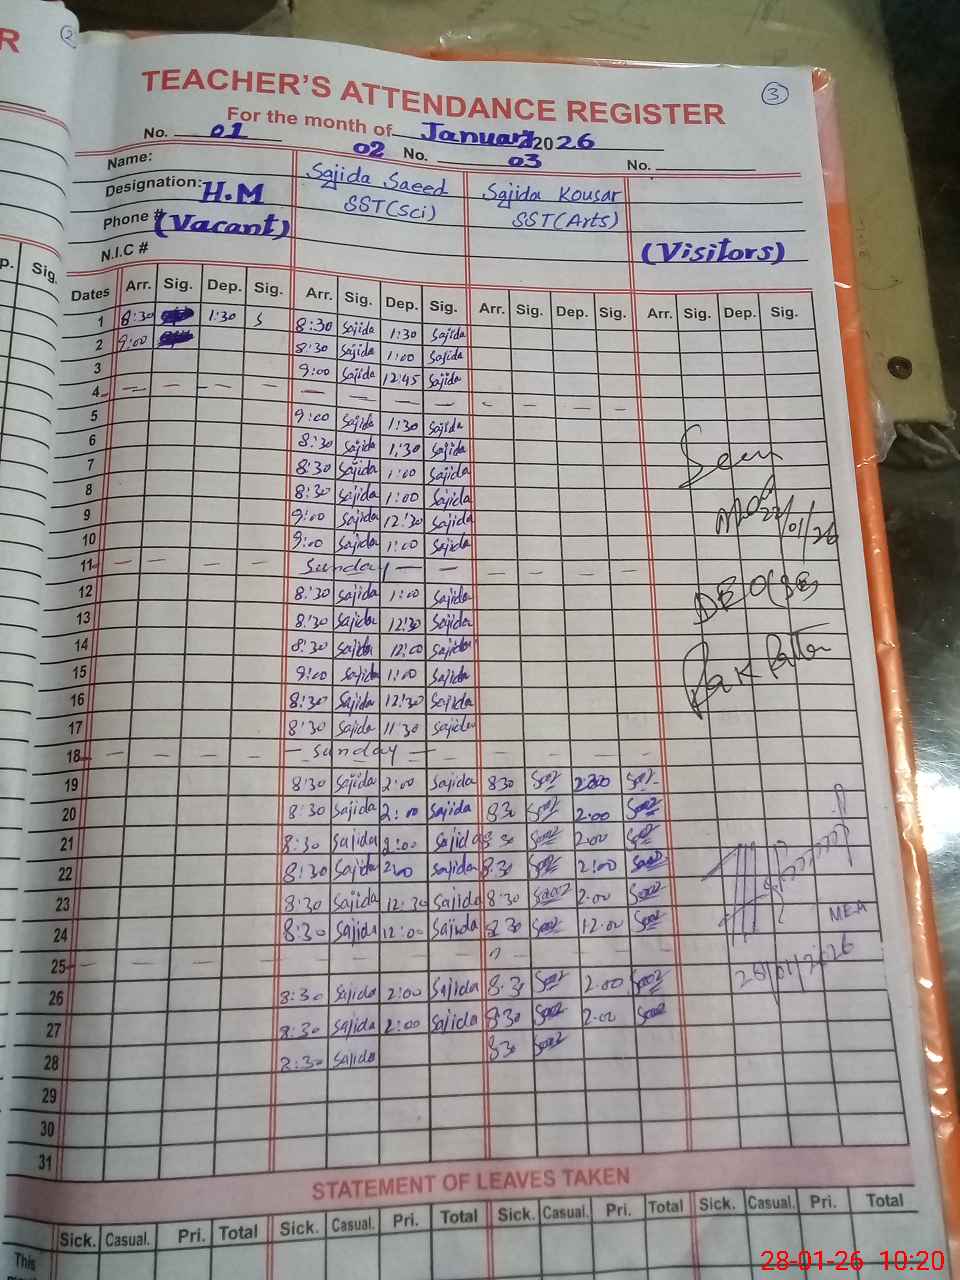 R
2
3
TEACHER'S ATTENDANCE REGISTER
For the month of January 2026
No. 01 02 No. 03 No.
Name: Sajida Saeed Sajida Kousar
Designation: H.M SST(Sci) SST(Arts)
Phone # (Vacant) (Visitors)
N.I.C #
p. Sig.
Dates Arr. Sig. Dep. Sig. Arr. Sig. Dep. Sig. Arr. Sig. Dep. Sig. Arr. Sig. Dep. Sig.
1 8:30 1:30 S 8:30 Sajida 1:30 Sajida
2 9:00 8:30 Sajida 1:00 Sajida
3 9:00 Sajida 12:45 Sajida
4
5 9:00 Sajida 1:30 Sajida
6 8:30 Sajida 1:30 Sajida
7 8:30 Sajida 1:00 Sajida
8 8:30 Sajida 1:00 Sajida
9 9:00 Sajida 12:30 Sajida
10 9:00 Sajida 1:00 Sajida
11 Sunday
12 8:30 Sajida 1:00 Sajida
13 8:30 Sajida 12:30 Sajida
14 8:30 Sajida 12:00 Sajida
15 9:00 Sajida 1:00 Sajida
16 8:30 Sajida 12:30 Sajida
17 8:30 Sajida 11:30 Sajida
18 Sunday
19 8:30 Sajida 2:00 Sajida 830
20 8:30 Sajida 2:00 Sajida 830 2:00
21 8:30 Sajida 2:00 Sajida 8:30 2:00
22 8:30 Sajida 2:00 Sajida 8:30 2:00
23 8:30 Sajida 12:30 Sajida 8:30 2:00
24 8:30 Sajida 12:00 Sajida 8:30 12:00
25
26 8:30 Sajida 2:00 Sajida 8:30 2:00
27 8:30 Sajida 2:00 Sajida 8:30 2:00
28 8:30 Sajida 830
29
30
31
Seen
22/01/26
MEA
28/01/2026
STATEMENT OF LEAVES TAKEN
Sick. Casual. Pri. Total Sick. Casual. Pri. Total Sick. Casual. Pri. Total Sick. Casual. Pri. Total
This
28-01-26 10:20